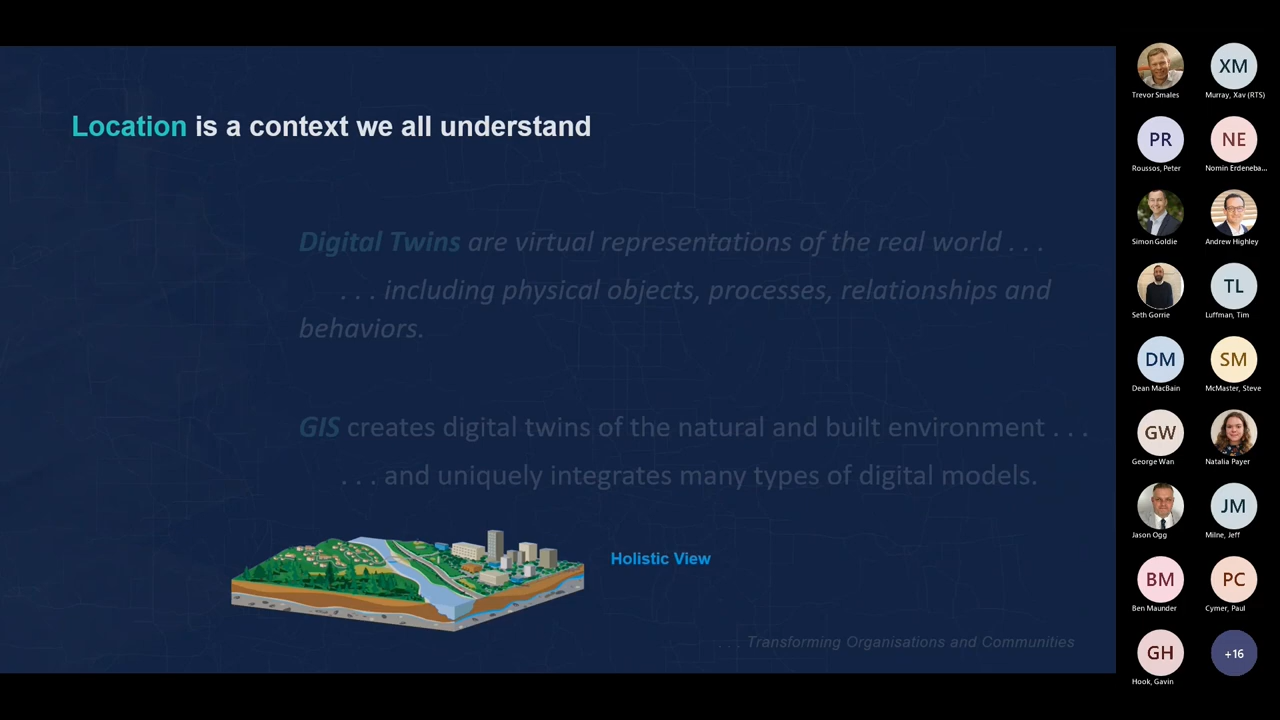 Location is a context we all understand
Digital Twins are virtual representations of the real world . . .
. . . including physical objects, processes, relationships and
behaviors.
GIS creates digital twins of the natural and built environment . . .
. . . and uniquely integrates many types of digital models.
Holistic View
. . . Transforming Organisations and Communities
Trevor Smales
XM
Murray, Xav (RTS)
PR
Roussos, Peter
NE
Nomin Erdeneba...
Simon Goldie
Andrew Highley
Seth Gorrie
TL
Luffman, Tim
DM
Dean MacBain
SM
McMaster, Steve
GW
George Wan
Natalia Payer
Jason Ogg
JM
Milne, Jeff
BM
Ben Maunder
PC
Cymer, Paul
GH
Hook, Gavin
+16